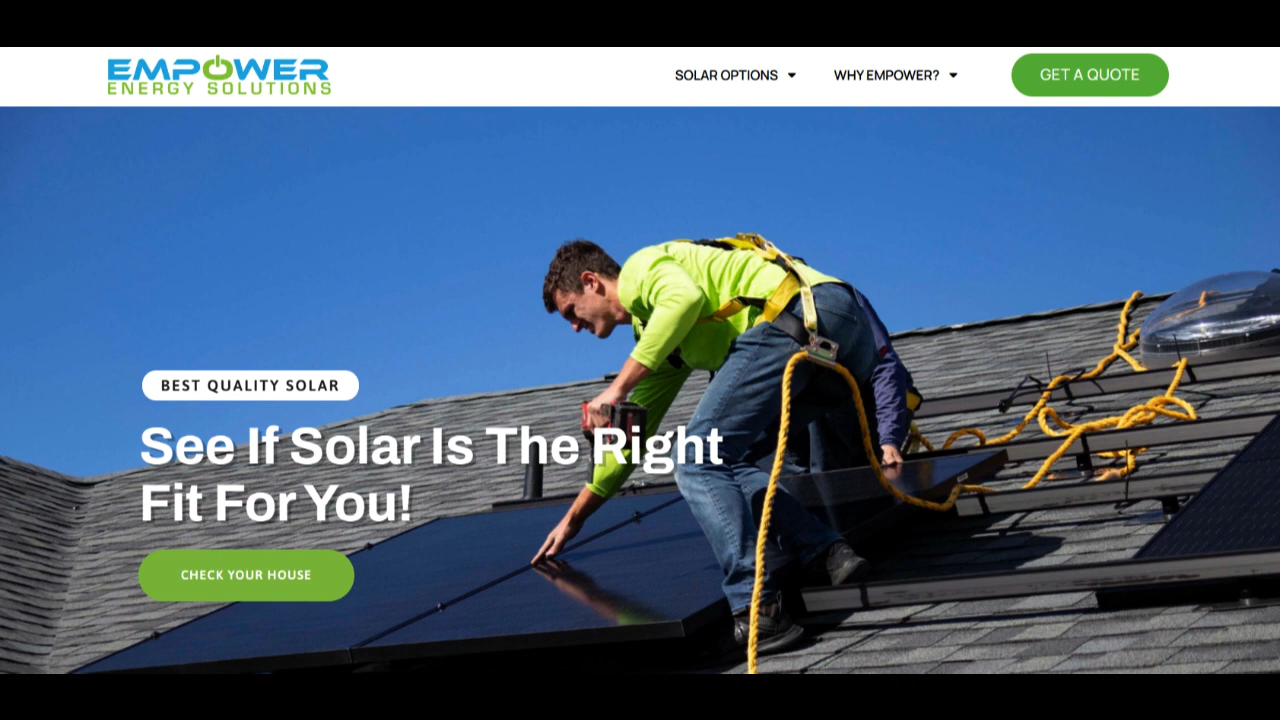 EMPOWER
ENERGY SOLUTIONS
SOLAR OPTIONS
WHY EMPOWER?
GET A QUOTE
BEST QUALITY SOLAR
See If Solar Is The Right
Fit For You!
CHECK YOUR HOUSE